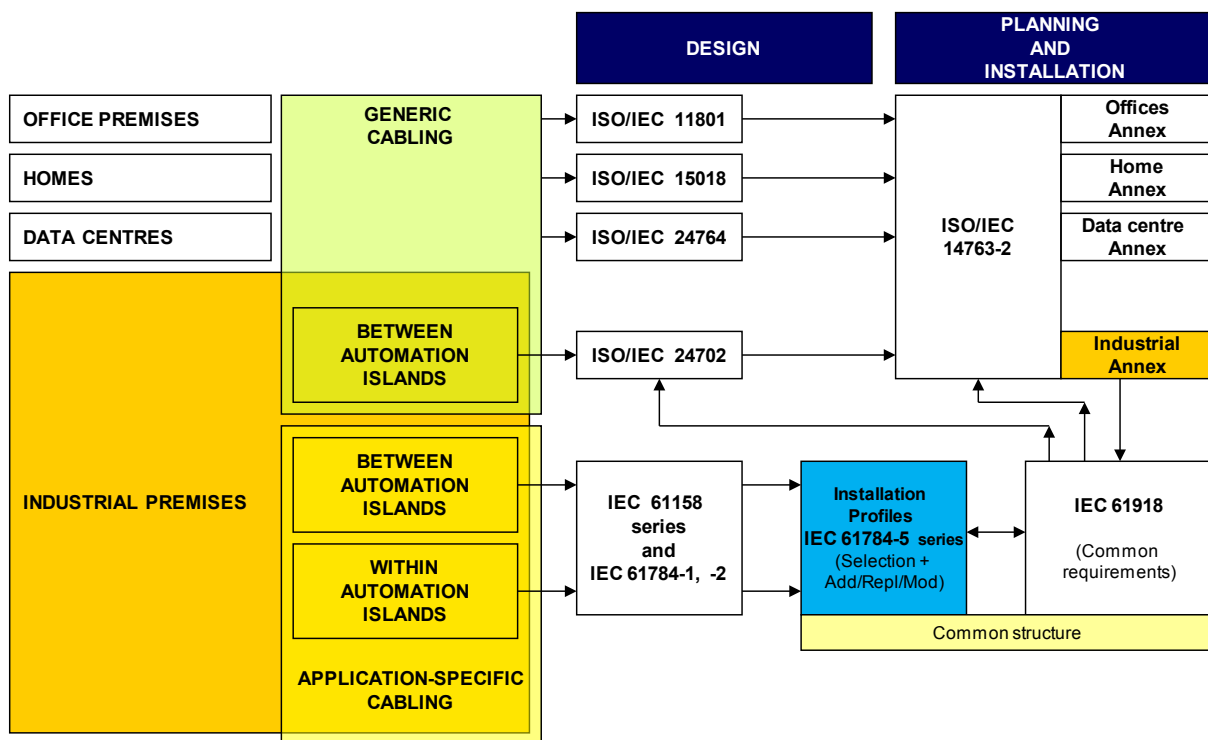 DESIGN
PLANNING
AND
INSTALLATION
OFFICE PREMISES
GENERIC
CABLING
ISO/IEC 11801
Offices
Annex
HOMES
ISO/IEC 15018
Home
Annex
DATA CENTRES
ISO/IEC 24764
ISO/IEC
14763-2
Data centre
Annex
BETWEEN
AUTOMATION
ISLANDS
ISO/IEC 24702
Industrial
Annex
INDUSTRIAL PREMISES
BETWEEN
AUTOMATION
ISLANDS
WITHIN
AUTOMATION
ISLANDS
APPLICATION-SPECIFIC
CABLING
IEC 61158
series
and
IEC 61784-1, -2
Installation
Profiles
IEC 61784-5 series
(Selection +
Add/Repl/Mod)
IEC 61918
(Common
requirements)
Common structure